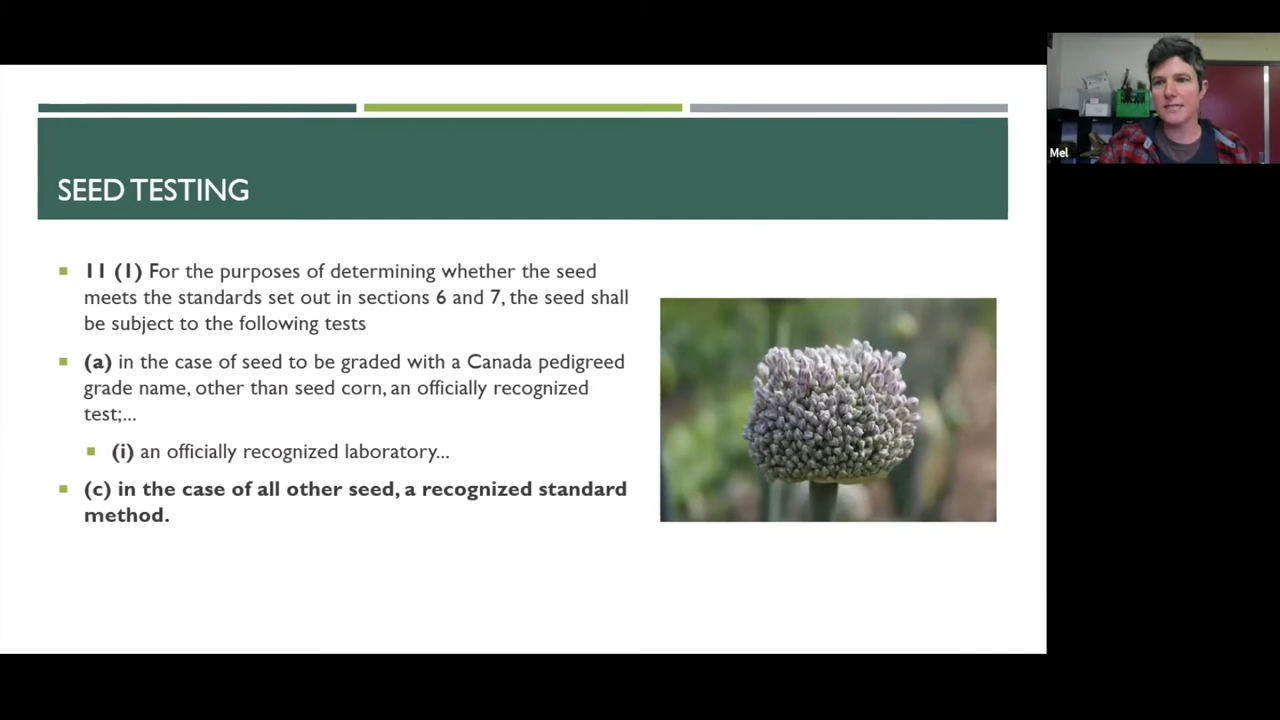 SEED TESTING
11 (1) For the purposes of determining whether the seed
meets the standards set out in sections 6 and 7, the seed shall
be subject to the following tests
(a) in the case of seed to be graded with a Canada pedigreed
grade name, other than seed corn, an officially recognized
test;...
(i) an officially recognized laboratory...
(c) in the case of all other seed, a recognized standard
method.
Mel